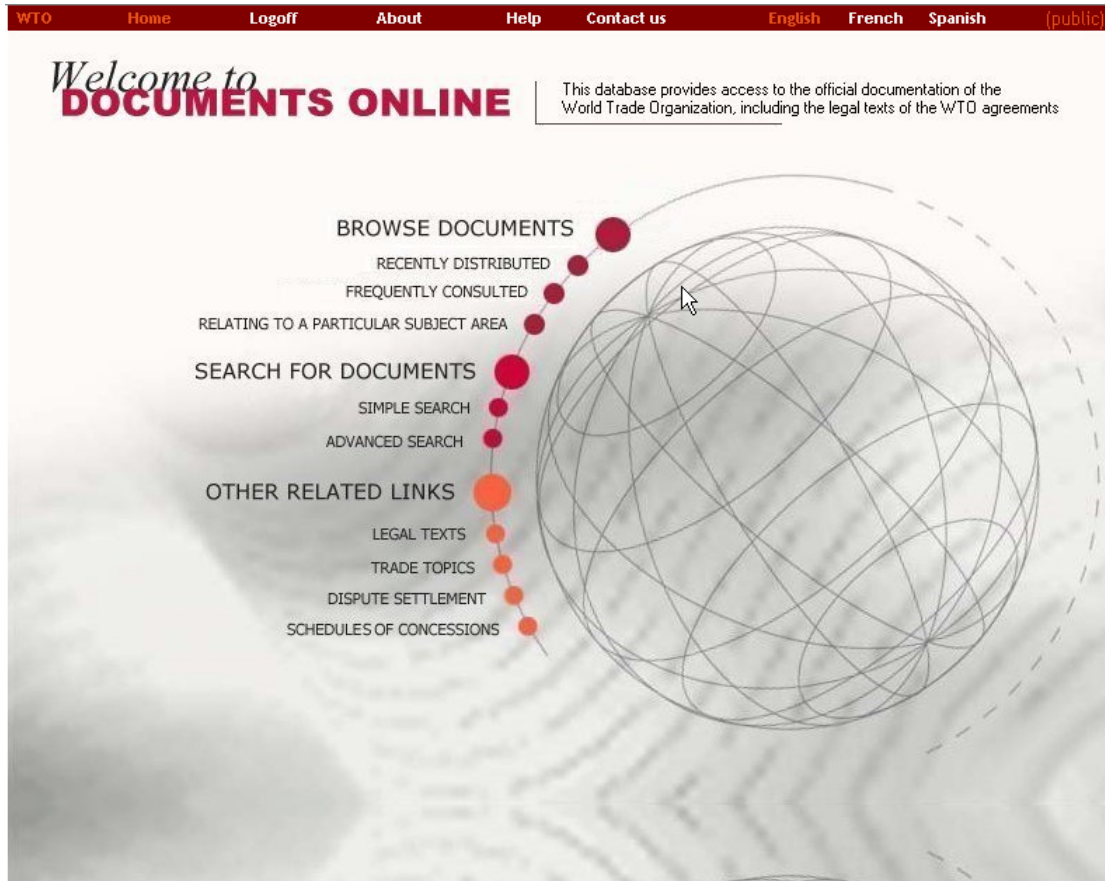 WTO Home Logoff About Help Contact us English French Spanish (public)
Welcome to
DOCUMENTS ONLINE
This database provides access to the official documentation of the
World Trade Organization, including the legal texts of the WTO agreements
BROWSE DOCUMENTS
RECENTLY DISTRIBUTED
FREQUENTLY CONSULTED
RELATING TO A PARTICULAR SUBJECT AREA
SEARCH FOR DOCUMENTS
SIMPLE SEARCH
ADVANCED SEARCH
OTHER RELATED LINKS
LEGAL TEXTS
TRADE TOPICS
DISPUTE SETTLEMENT
SCHEDULES OF CONCESSIONS